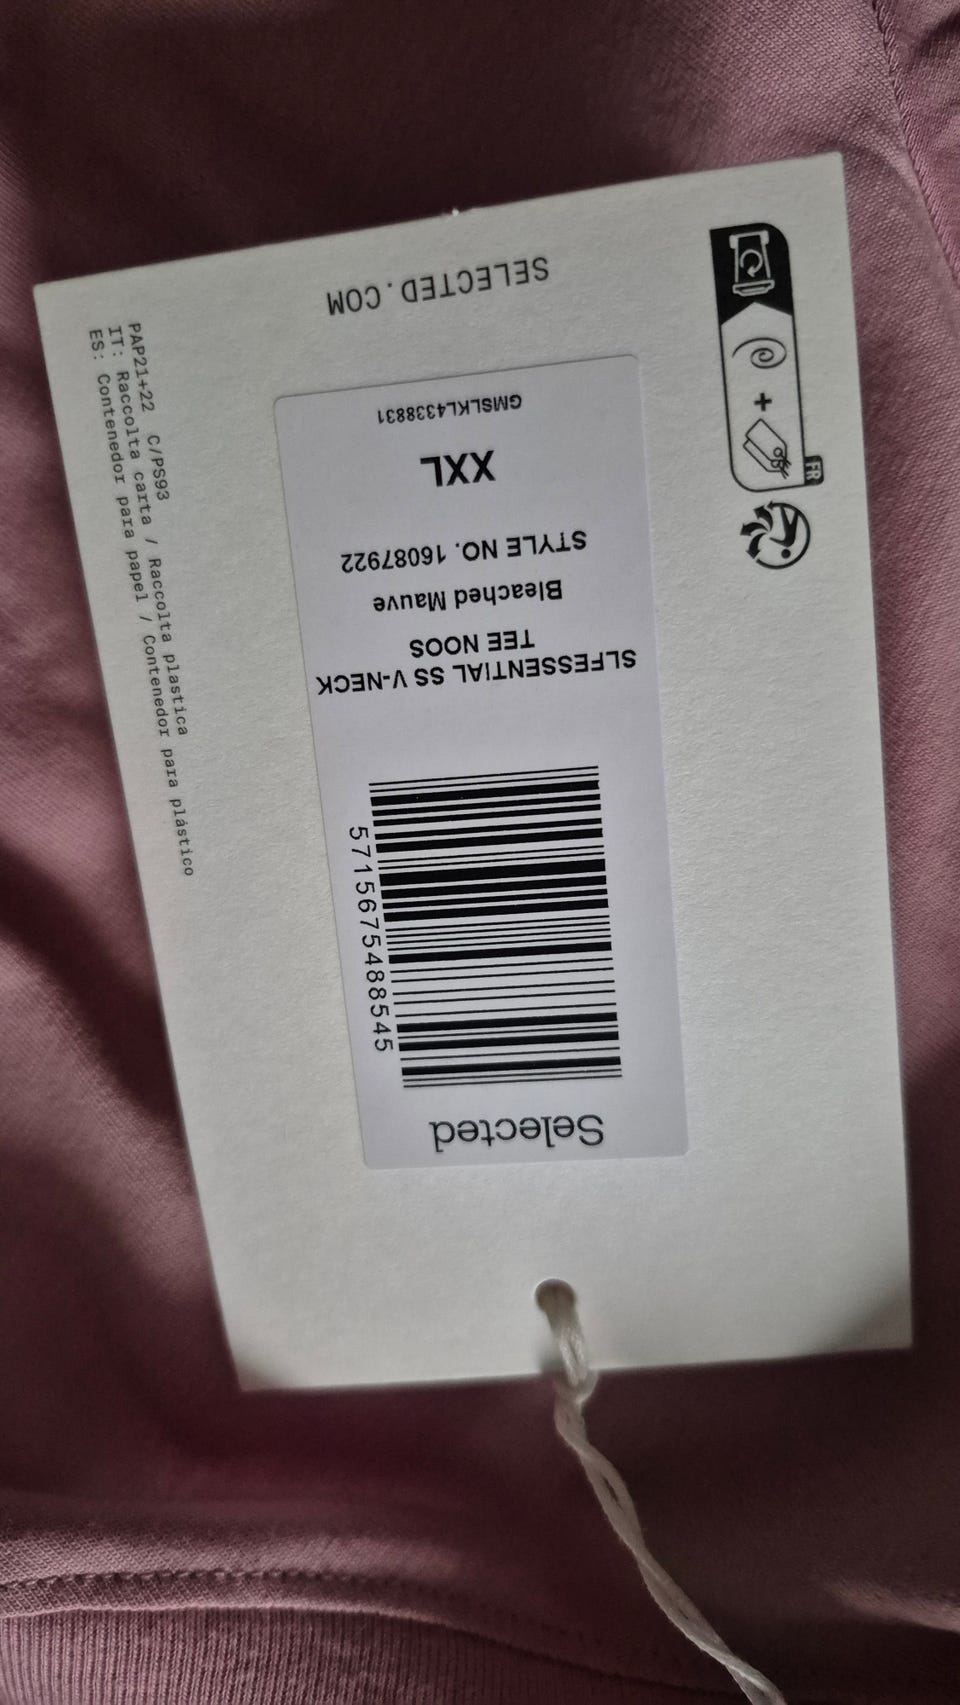 Selected
5715675488545
SLFESSENTIAL SS V-NECK
TEE NOOS
Bleached Mauve
STYLE NO. 16087922
XXL
GMSLKL4338831
SELECTED.COM
FR
+
PAP21+22 C/PS93
IT: Raccolta carta / Raccolta plastica
ES: Contenedor para papel / Contenedor para plástico